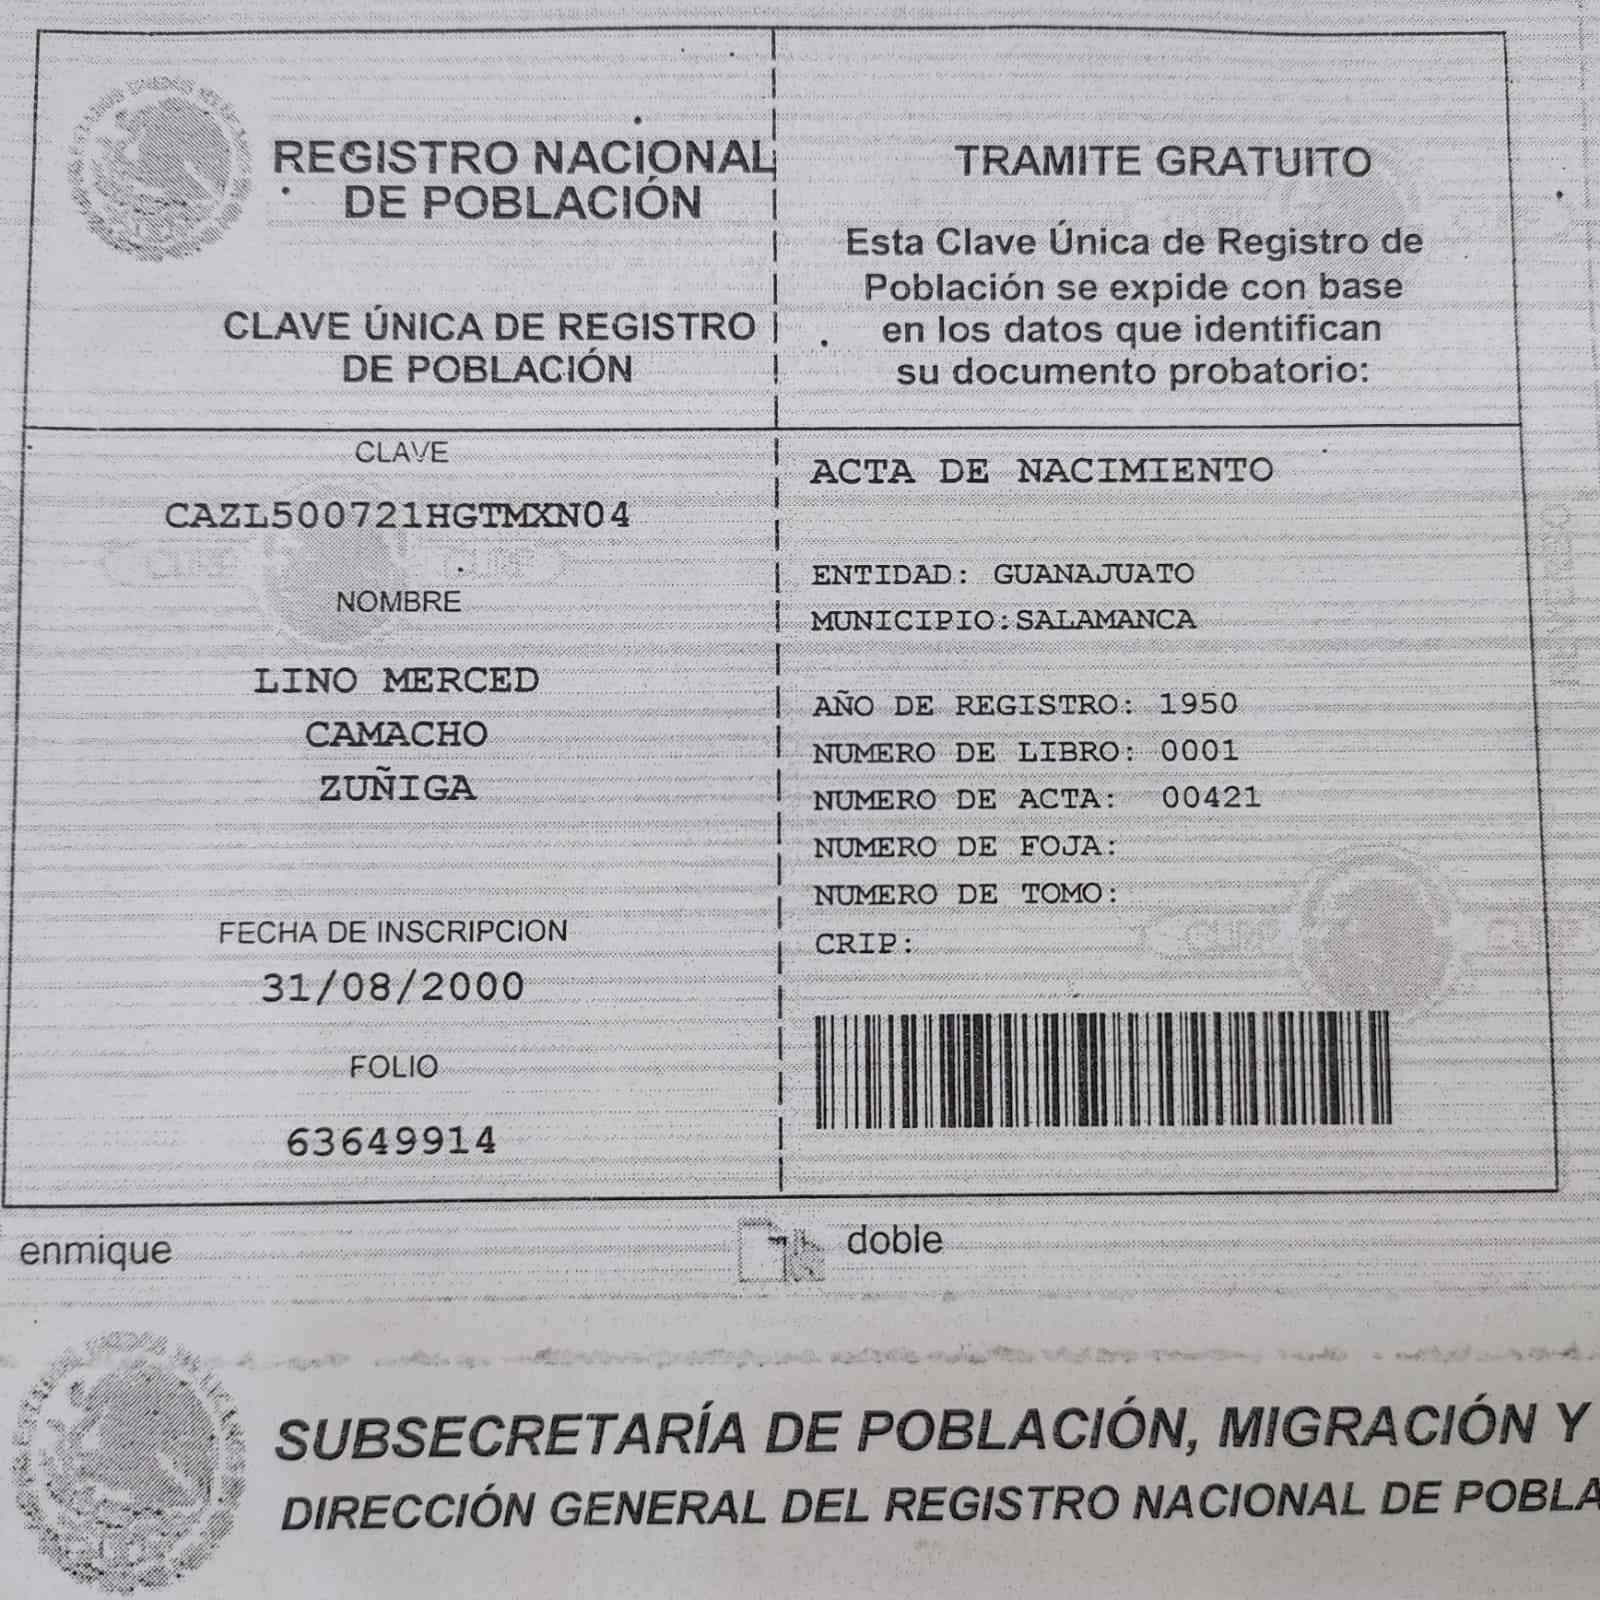 REGISTRO NACIONAL
DE POBLACIÓN
CLAVE ÚNICA DE REGISTRO
DE POBLACIÓN
CLAVE
CAZL500721HGTMXN04
NOMBRE
LINO MERCED
CAMACHO
ZUÑIGA
FECHA DE INSCRIPCION
31/08/2000
FOLIO
63649914
TRAMITE GRATUITO
Esta Clave Única de Registro de
Población se expide con base
en los datos que identifican
su documento probatorio:
ACTA DE NACIMIENTO
ENTIDAD: GUANAJUATO
MUNICIPIO:SALAMANCA
AÑO DE REGISTRO: 1950
NUMERO DE LIBRO: 0001
NUMERO DE ACTA: 00421
NUMERO DE FOJA:
NUMERO DE TOMO:
CRIP:
enmique
doble
SUBSECRETARÍA DE POBLACIÓN, MIGRACIÓN Y
DIRECCIÓN GENERAL DEL REGISTRO NACIONAL DE POBLA